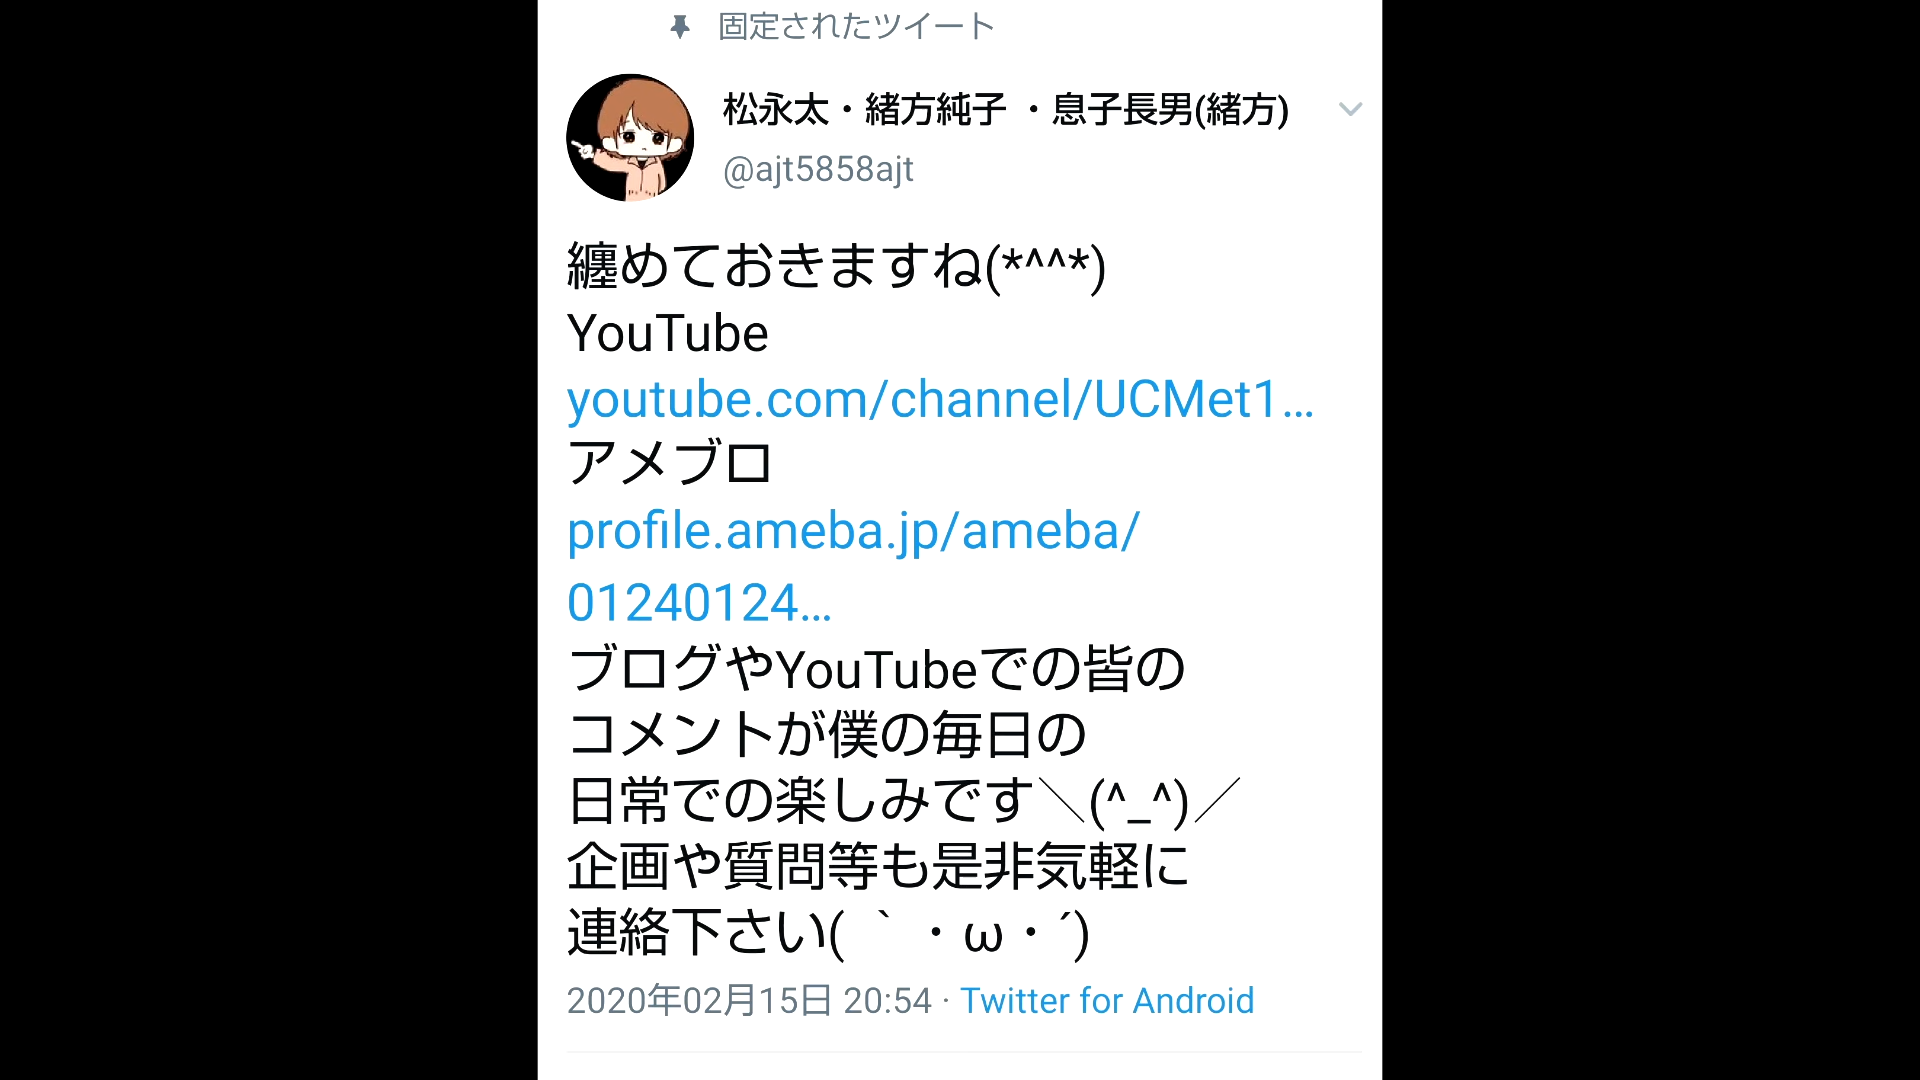 固定されたツイート
松永太・緒方純子 ・息子長男(緒方)
@ajt5858ajt
纏めておきますね(*^^*)
YouTube
youtube.com/channel/UCMet1…
アメブロ
profile.ameba.jp/ameba/
01240124…
ブログやYouTubeでの皆の
コメントが僕の毎日の
日常での楽しみです＼(^_^)／
企画や質問等も是非気軽に
連絡下さい( ｀・ω・´)
2020年02月15日 20:54 · Twitter for Android